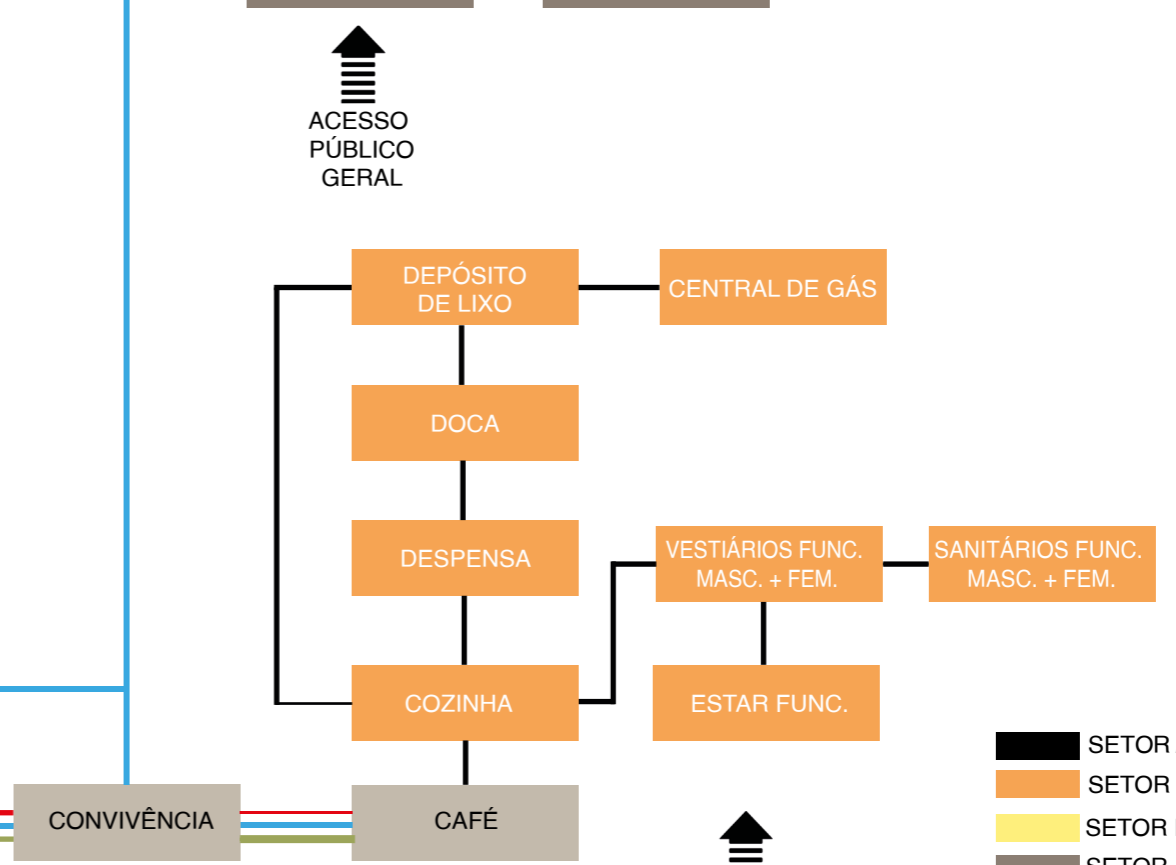 ACESSO
PÚBLICO
GERAL
DEPÓSITO
DE LIXO
CENTRAL DE GÁS
DOCA
DESPENSA
VESTIÁRIOS FUNC.
MASC. + FEM.
SANITÁRIOS FUNC.
MASC. + FEM.
COZINHA
ESTAR FUNC.
CONVIVÊNCIA
CAFÉ
SETOR
SETOR
SETOR
SETOR